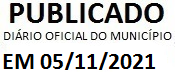 PUBLICADO
DIÁRIO OFICIAL DO MUNICÍPIO
EM 05/11/2021